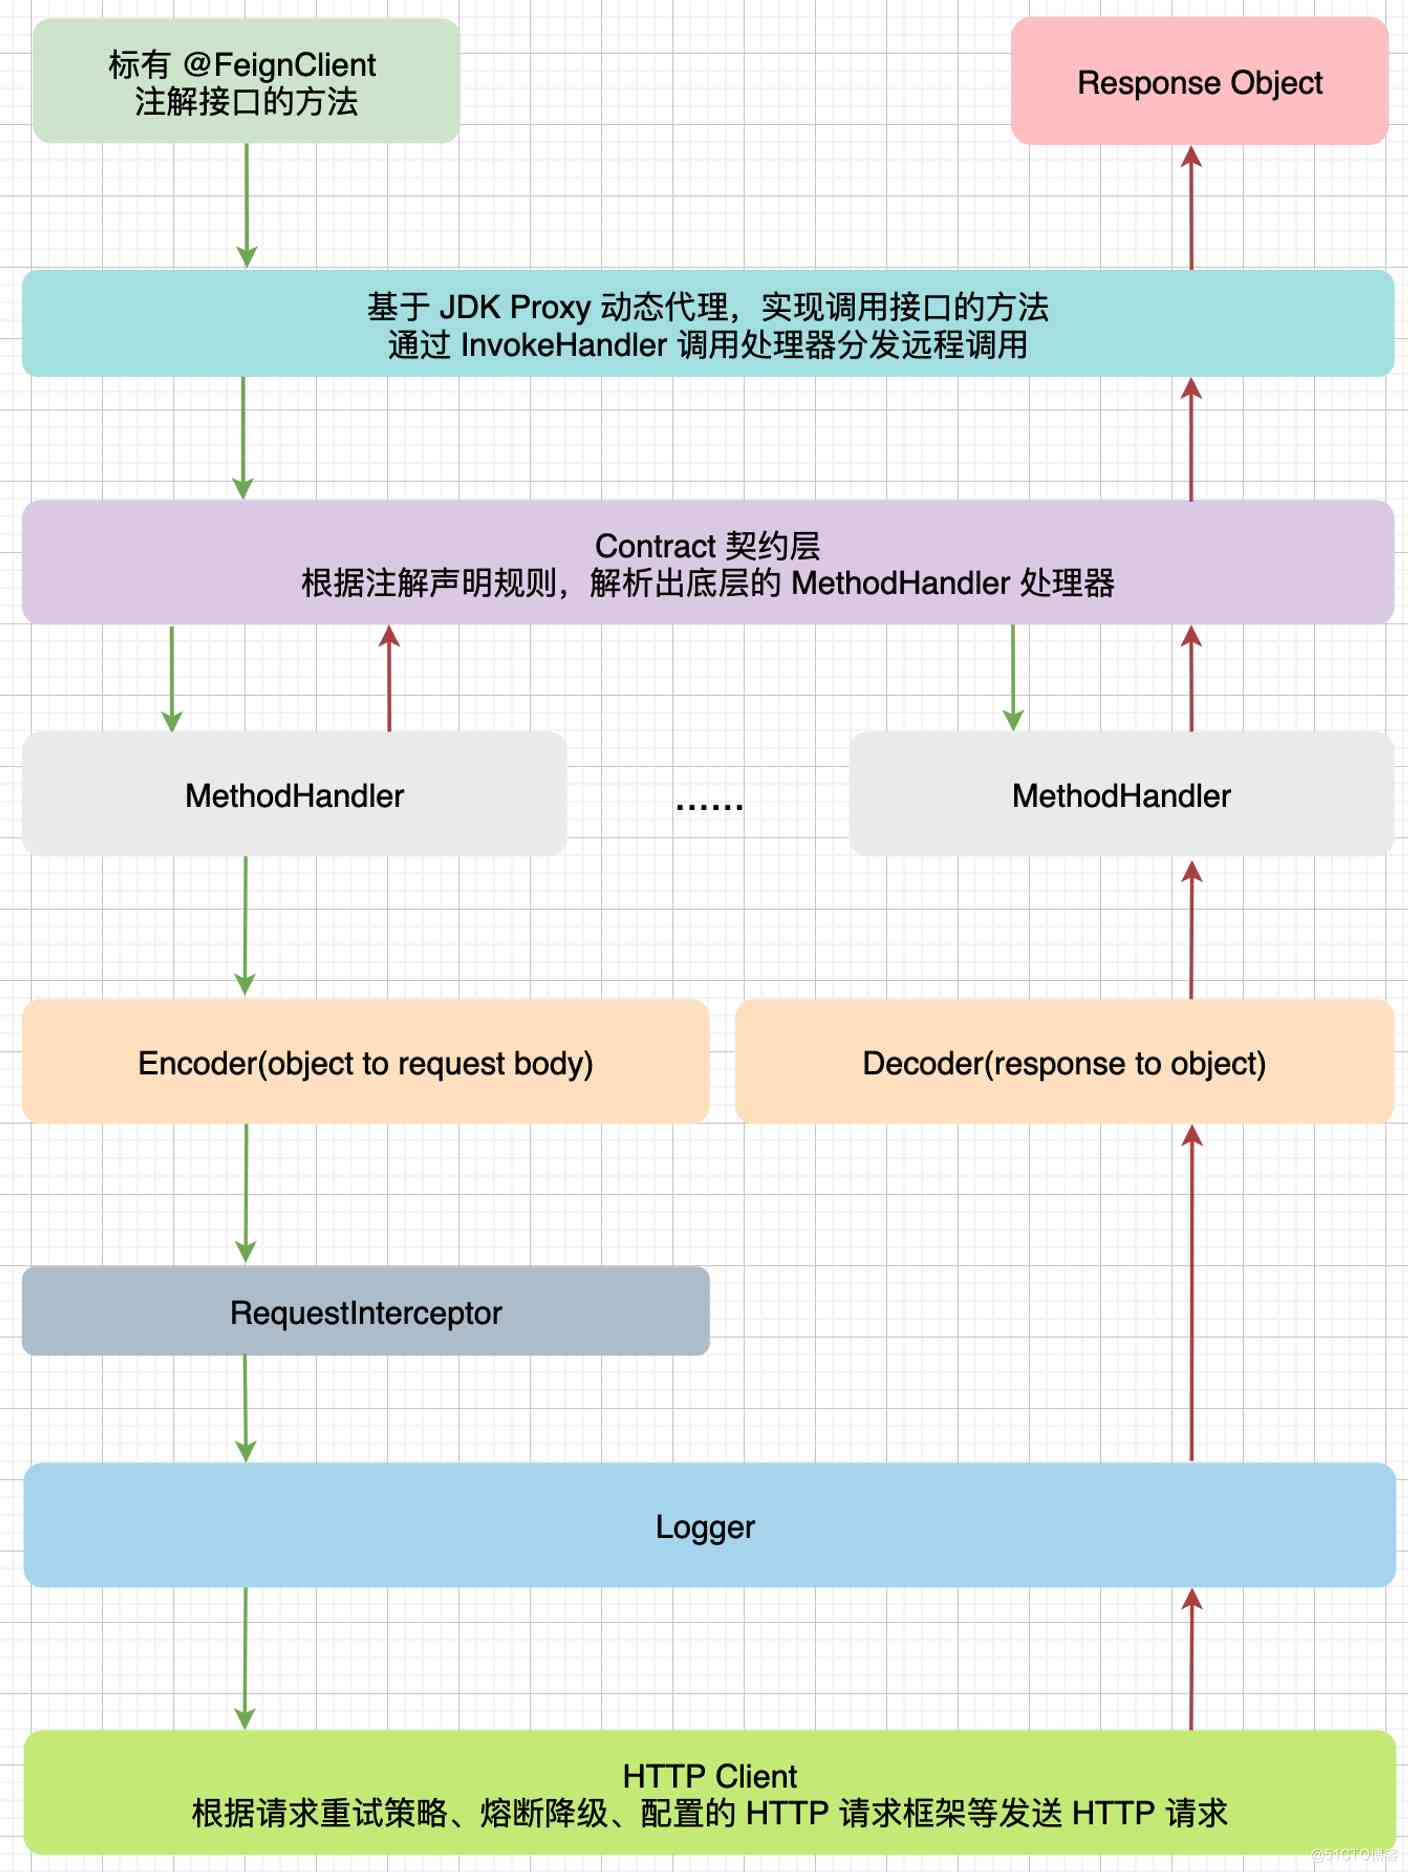 标有 @FeignClient
注解接口的方法
Response Object
基于 JDK Proxy 动态代理，实现调用接口的方法
通过 InvokeHandler 调用处理器分发远程调用
Contract 契约层
根据注解声明规则，解析出底层的 MethodHandler 处理器
MethodHandler
......
MethodHandler
Encoder(object to request body)
Decoder(response to object)
RequestInterceptor
Logger
HTTP Client
根据请求重试策略、熔断降级、配置的 HTTP 请求框架等发送 HTTP 请求
@51CTO博客